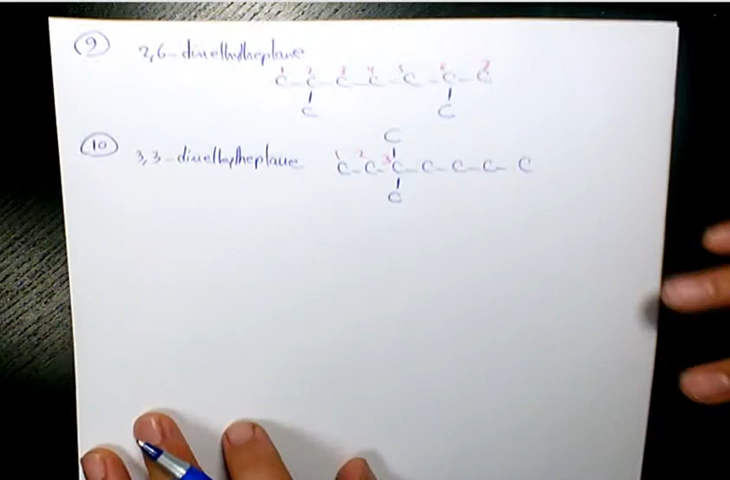 9 2,6-dimethylheptane
1 2 3 4 5 6 7
C-C-C-C-C-C-C
C C
C
10 3,3-dimethylheptane
1 2 3
C-C-C-C-C-C-C
C